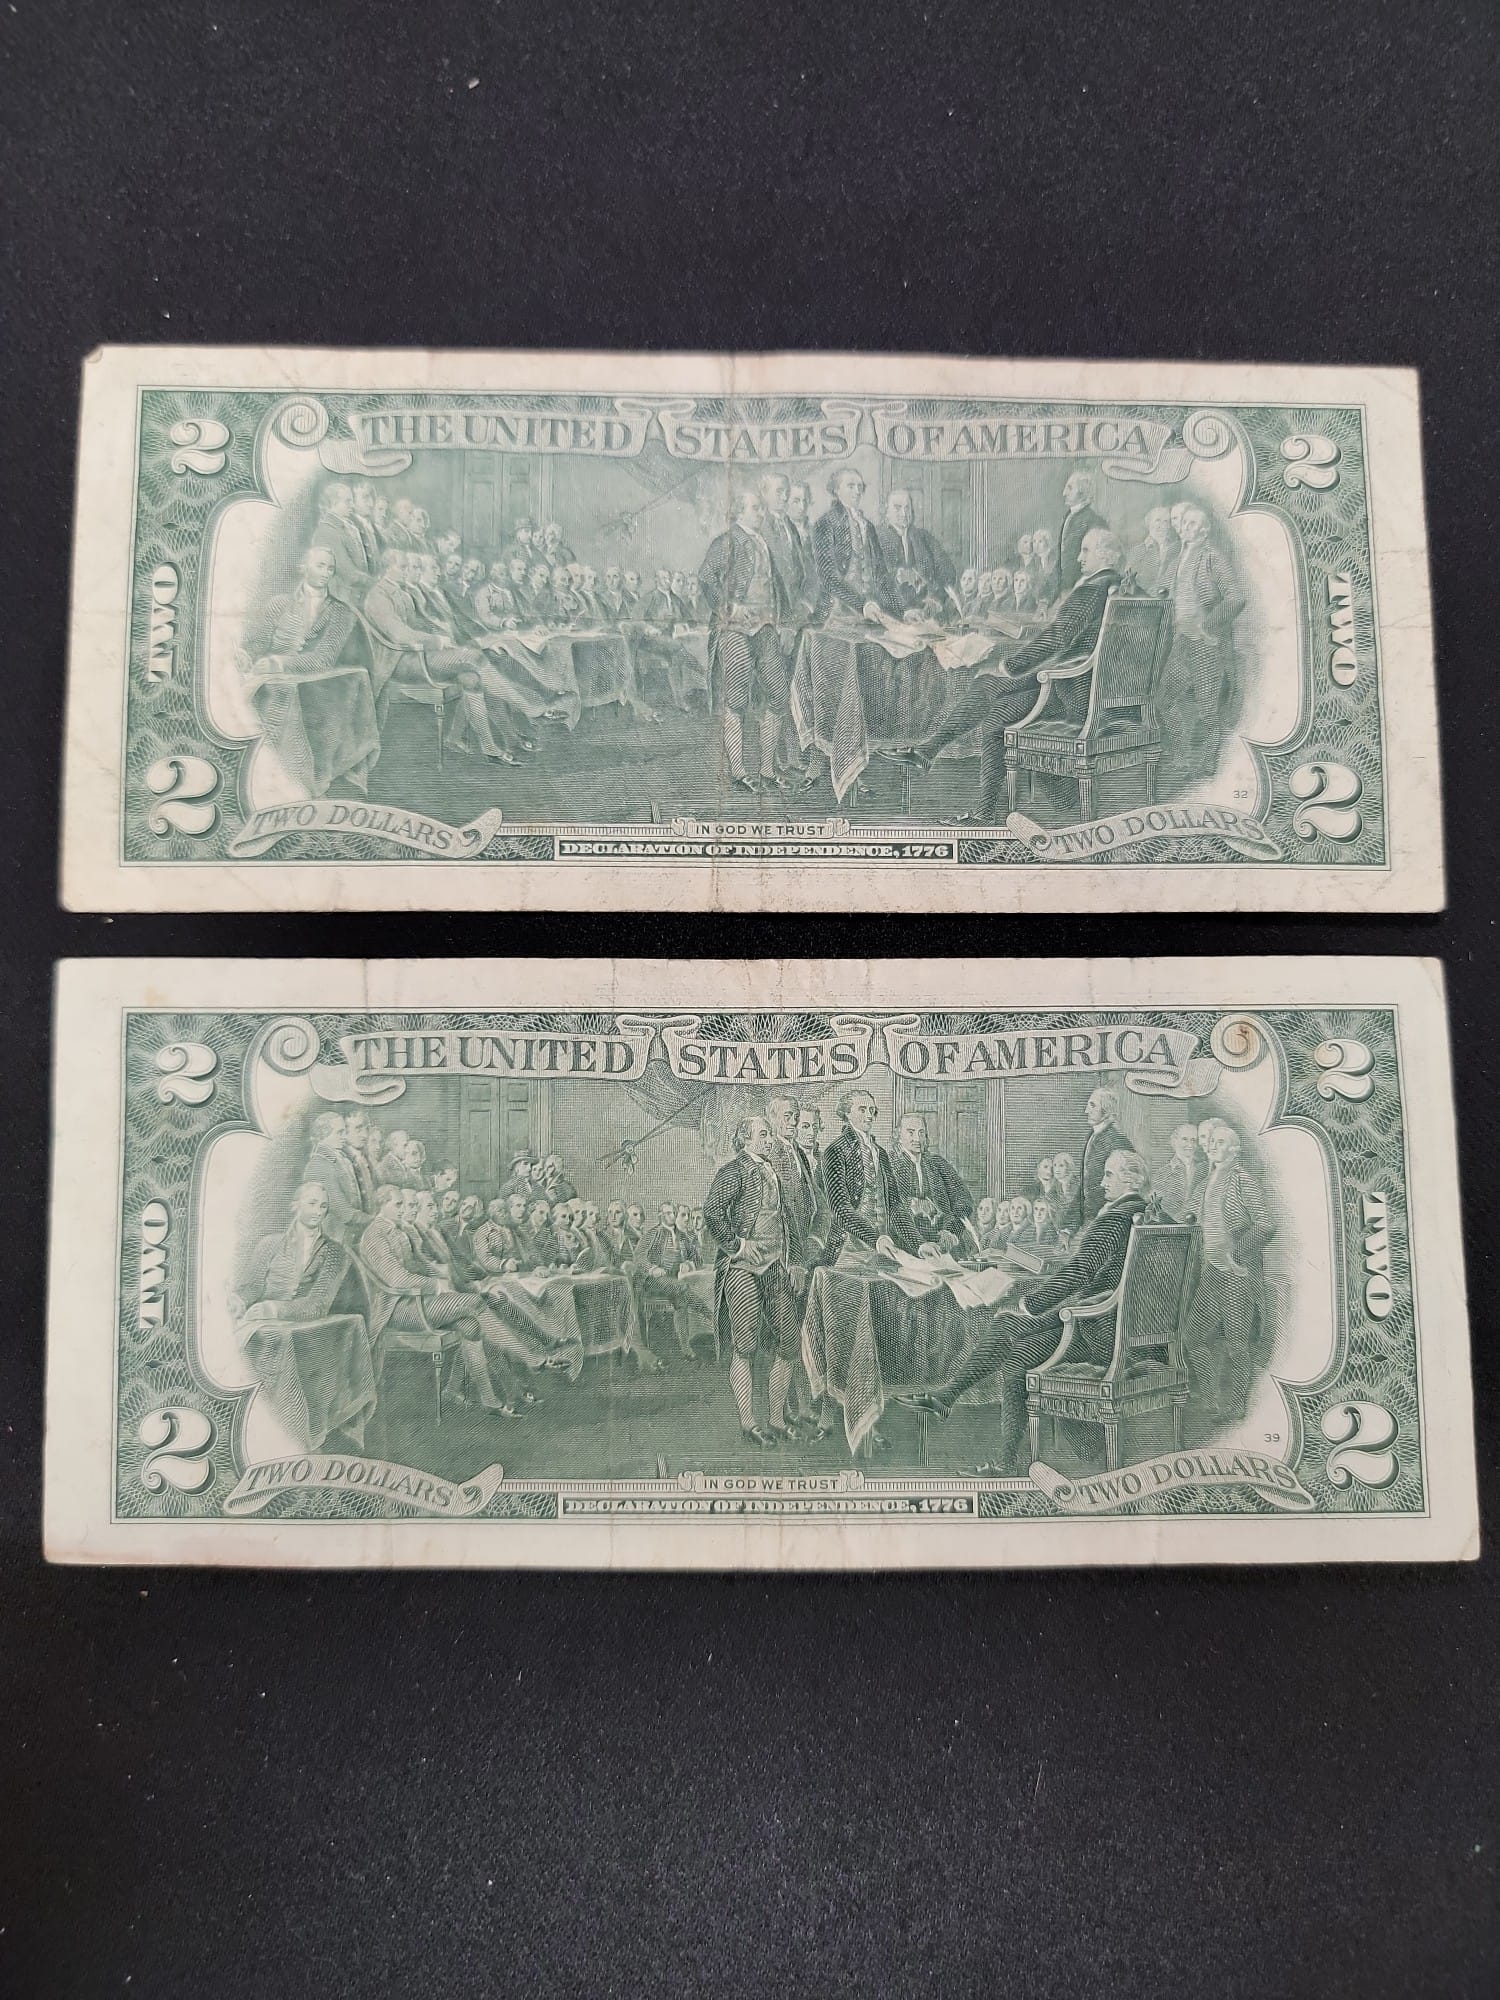 2 THE UNITED STATES OF AMERICA 2
TWO TWO
32
2 TWO DOLLARS IN GOD WE TRUST TWO DOLLARS 2
DECLARATION OF INDEPENDENCE, 1776
2 THE UNITED STATES OF AMERICA 2
TWO TWO
39
2 TWO DOLLARS IN GOD WE TRUST TWO DOLLARS 2
DECLARATION OF INDEPENDENCE, 1776